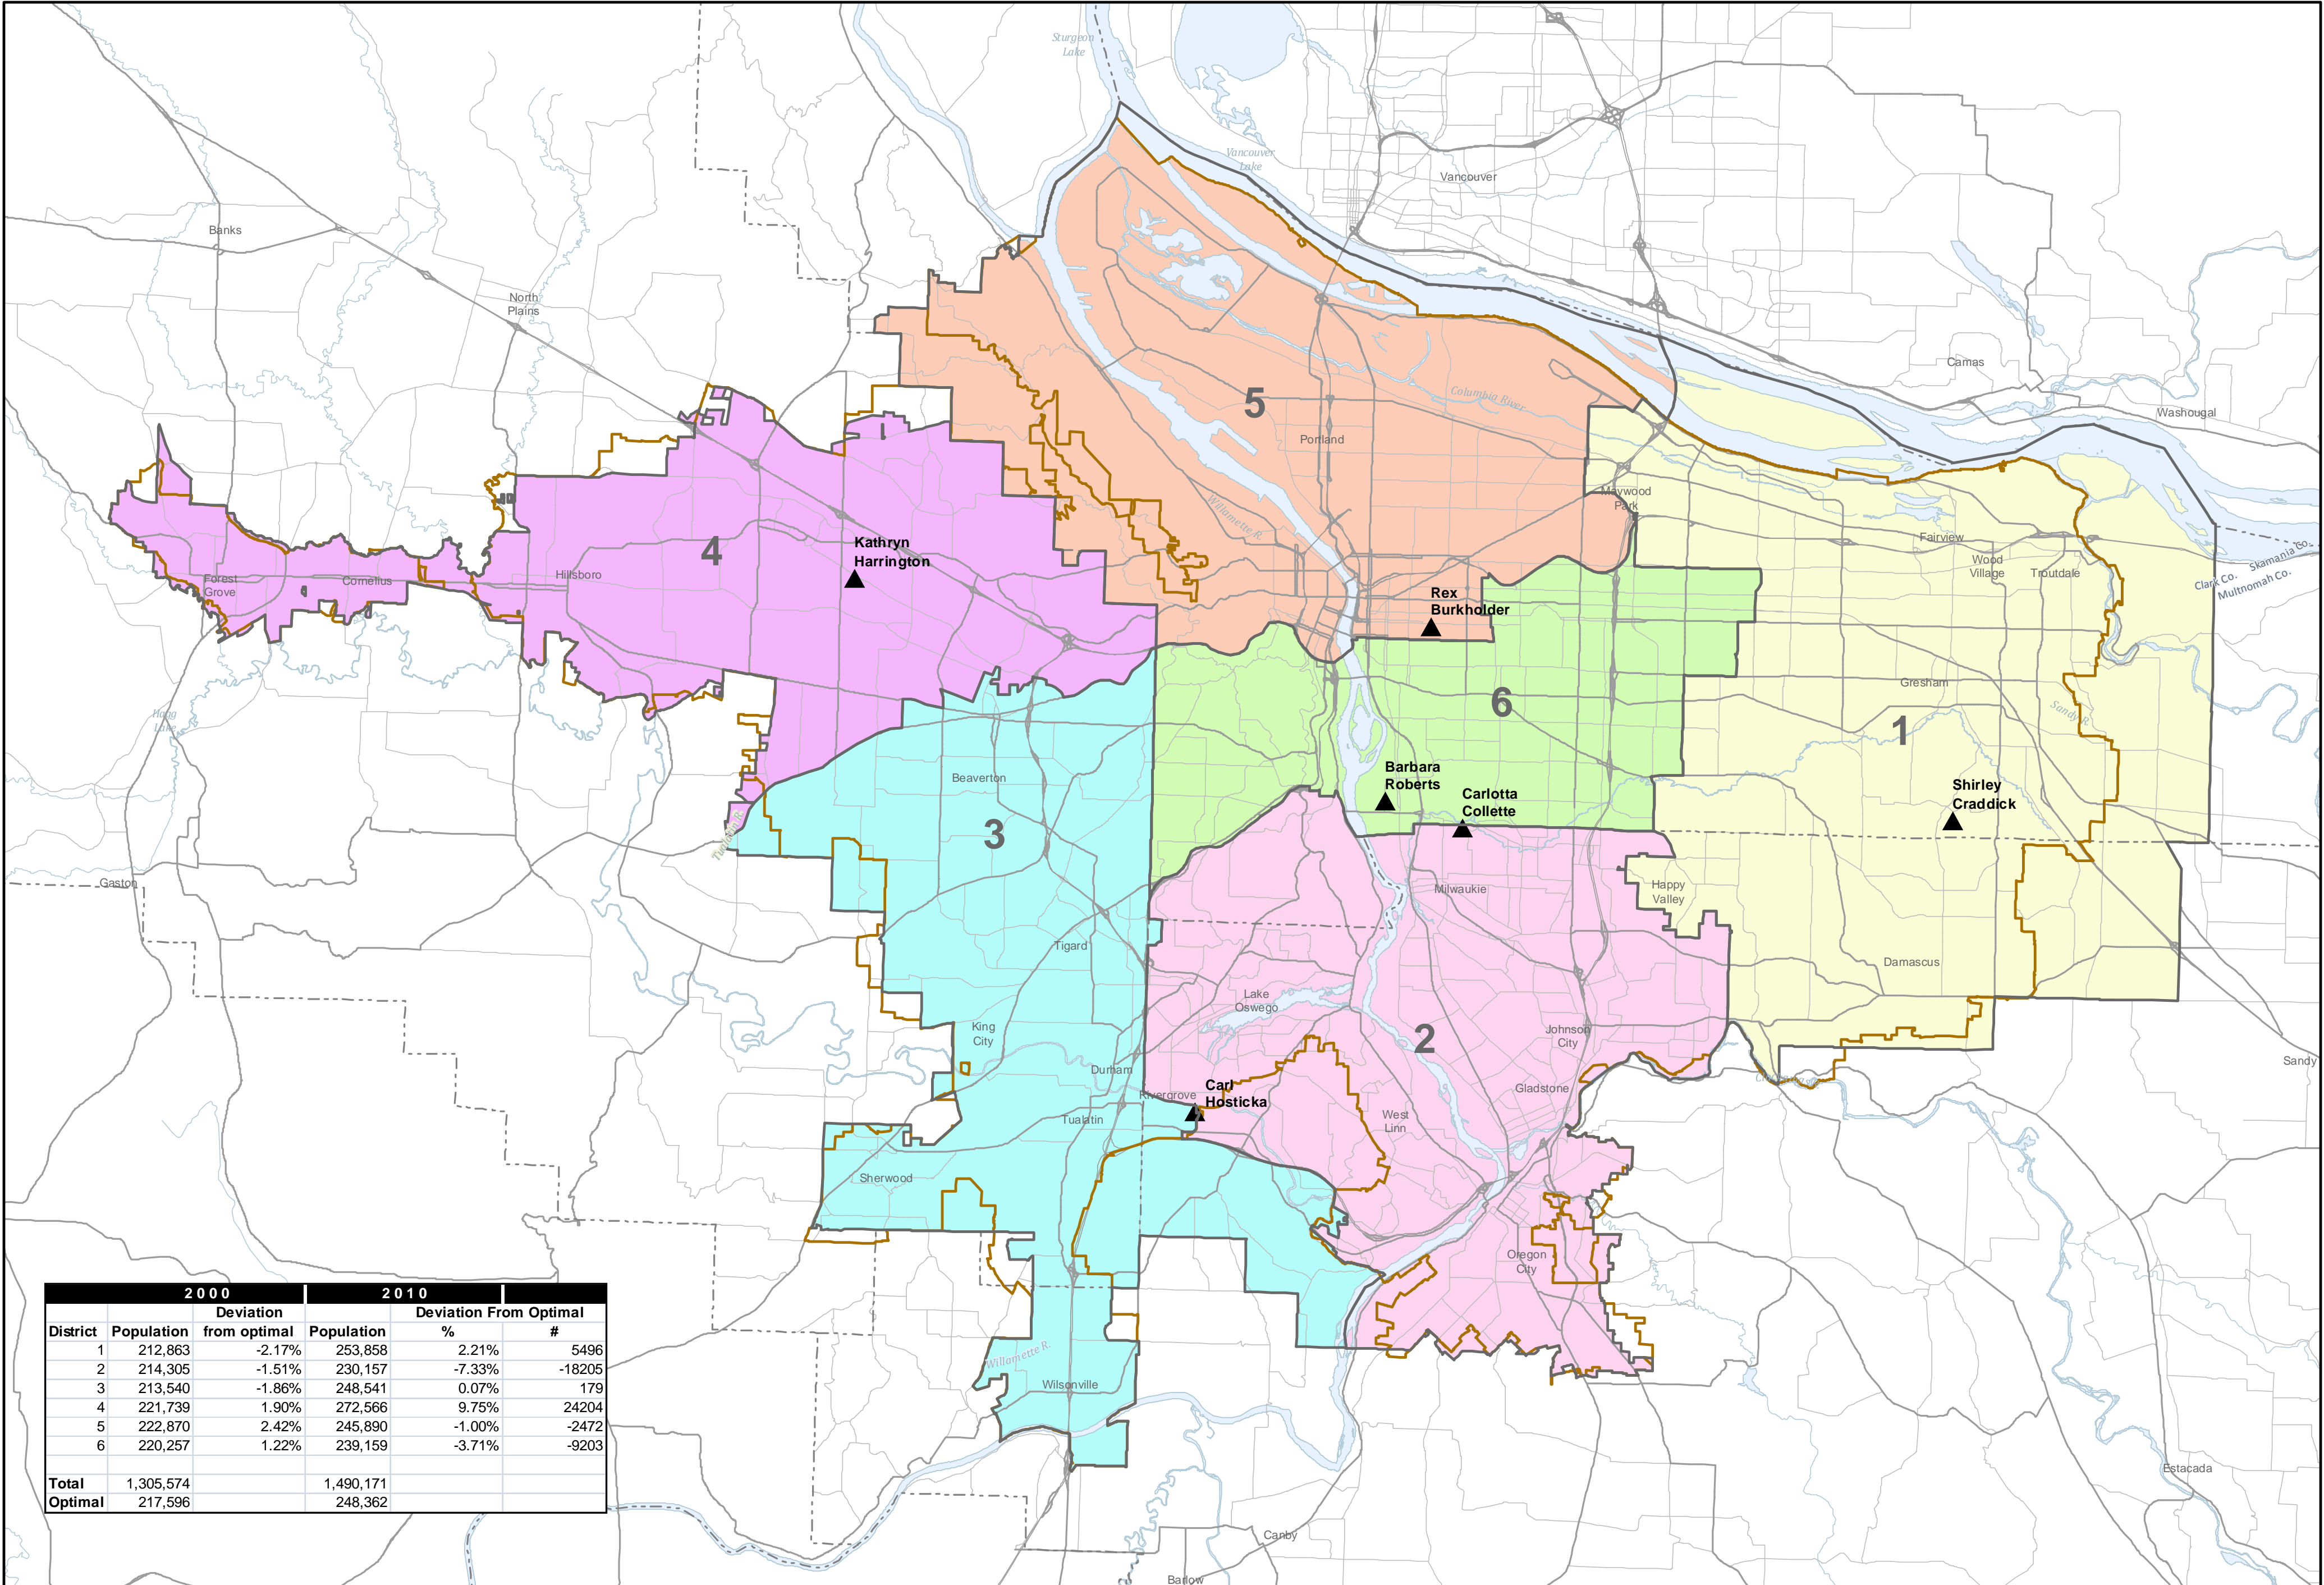 Sturgeon
Lake
Vancouver
Lake
Vancouver
Banks
North
Plains
Camas
Washougal
5
Columbia River
Portland
Willamette R.
Maywood
Park
Fairview
Wood
Village
Troutdale
Clark Co.
Skamania Co.
Multnomah Co.
4
Kathryn
Harrington
Hillsboro
Cornelius
Forest
Grove
Rex
Burkholder
6
1
Gresham
Sandy R.
Hagg
Lake
Beaverton
Barbara
Roberts
Carlotta
Collette
Shirley
Craddick
3
Tualatin R.
Gaston
Milwaukie
Happy
Valley
Tigard
Damascus
Lake
Oswego
King
City
2
Johnson
City
Durham
Rivergrove
Carl
Hosticka
Gladstone
Sandy
Tualatin
West
Linn
Sherwood
Oregon
City
Willamette R.
Wilsonville
Estacada
Canby
Barlow
2000 2010
Deviation Deviation From Optimal
District Population from optimal Population % #
1 212,863 -2.17% 253,858 2.21% 5496
2 214,305 -1.51% 230,157 -7.33% -18205
3 213,540 -1.86% 248,541 0.07% 179
4 221,739 1.90% 272,566 9.75% 24204
5 222,870 2.42% 245,890 -1.00% -2472
6 220,257 1.22% 239,159 -3.71% -9203
Total 1,305,574 1,490,171
Optimal 217,596 248,362